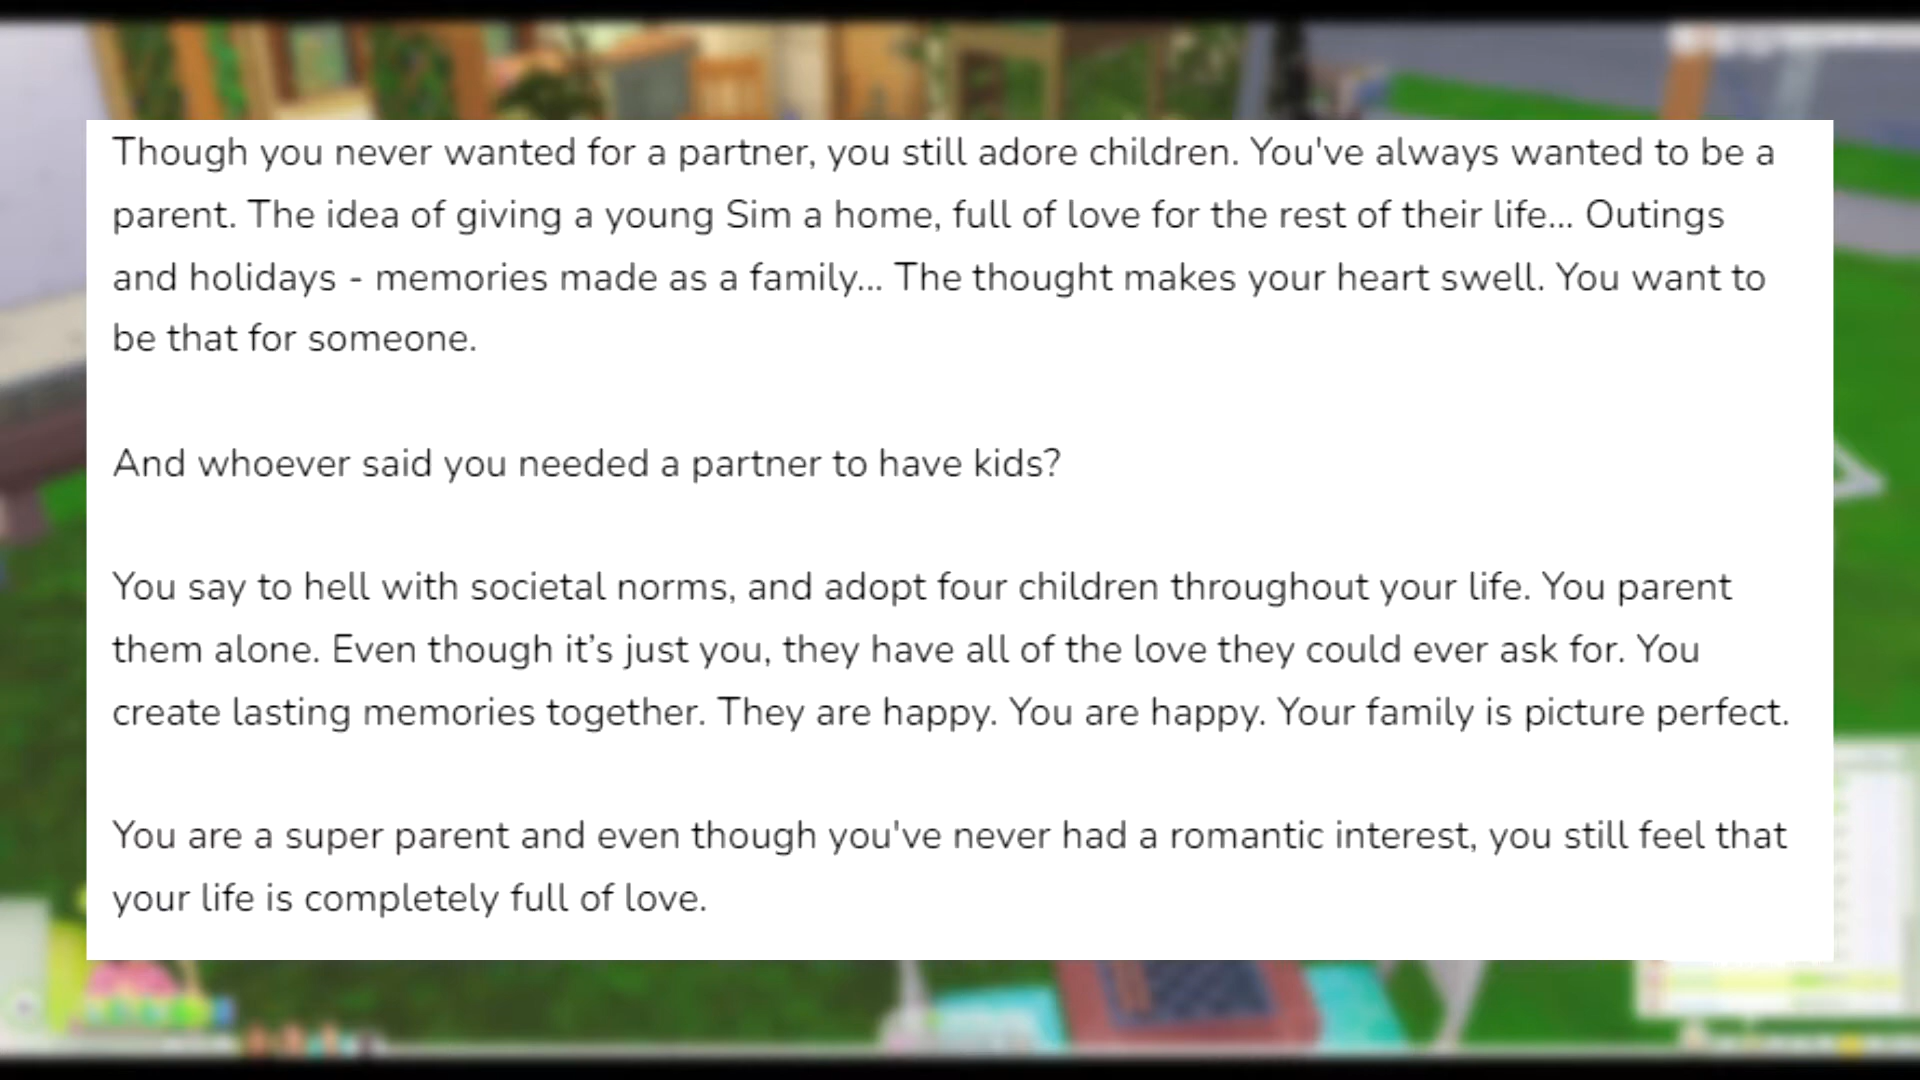 Though you never wanted for a partner, you still adore children. You've always wanted to be a
parent. The idea of giving a young Sim a home, full of love for the rest of their life... Outings
and holidays - memories made as a family... The thought makes your heart swell. You want to
be that for someone.
And whoever said you needed a partner to have kids?
You say to hell with societal norms, and adopt four children throughout your life. You parent
them alone. Even though it’s just you, they have all of the love they could ever ask for. You
create lasting memories together. They are happy. You are happy. Your family is picture perfect.
You are a super parent and even though you've never had a romantic interest, you still feel that
your life is completely full of love.